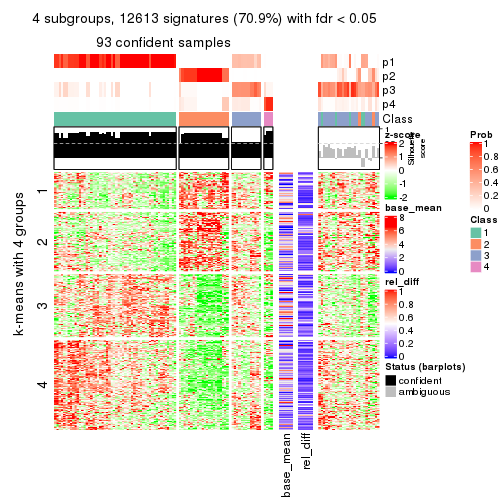 4 subgroups, 12613 signatures (70.9%) with fdr < 0.05
93 confident samples
p1
p2
p3
p4
Class
1
Silhouette
score
z-score
2
1
0
-1
-2
base_mean
8
6
4
2
0
rel_diff
1
0.8
0.6
0.4
0.2
0
Status (barplots)
confident
ambiguous
Prob
1
0.8
0.6
0.4
0.2
0
Class
1
2
3
4
k-means with 4 groups
1
2
3
4
base_mean
rel_diff